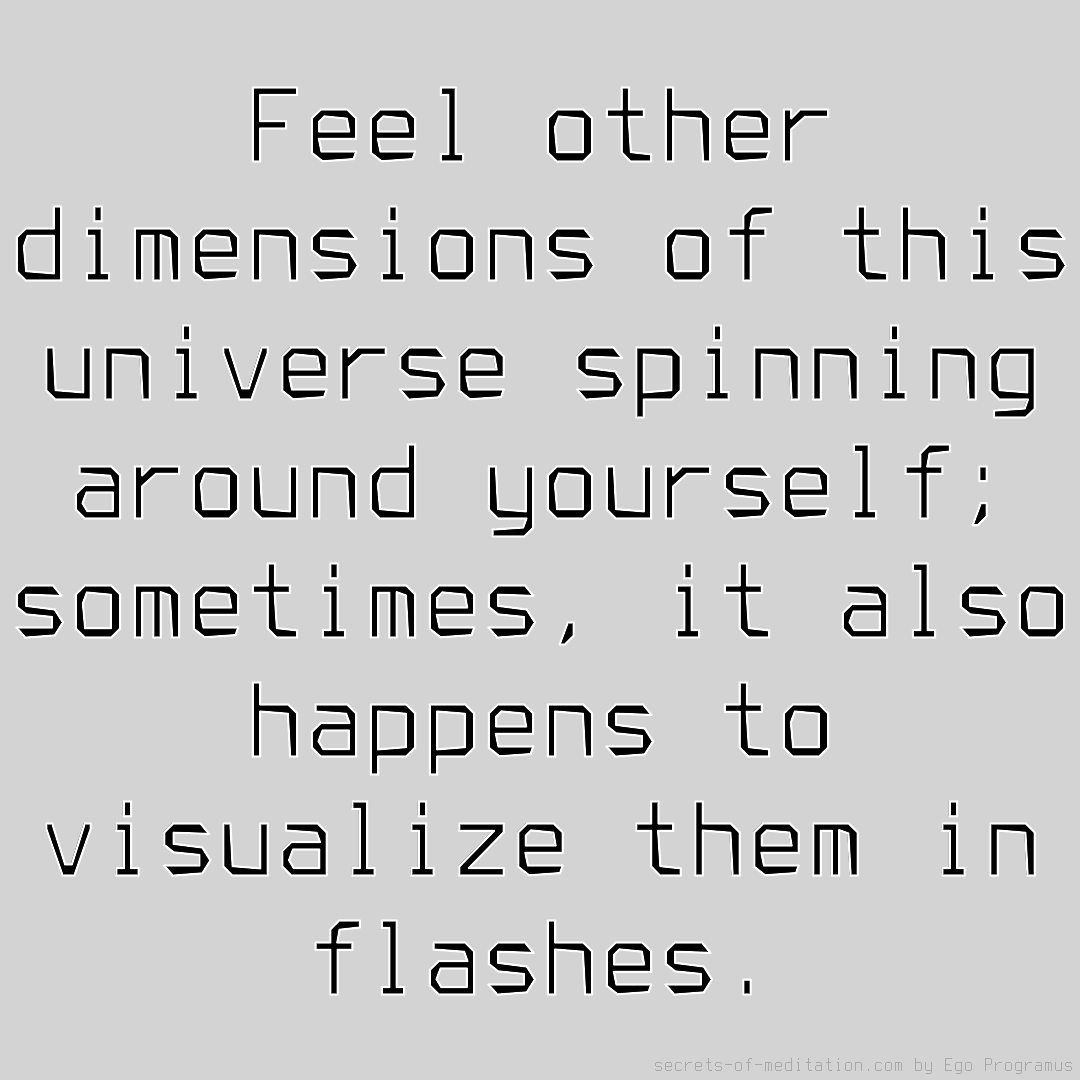 Feel other
dimensions of this
universe spinning
around yourself;
sometimes, it also
happens to
visualize them in
flashes.
secrets-of-meditation.com by Ego Programus